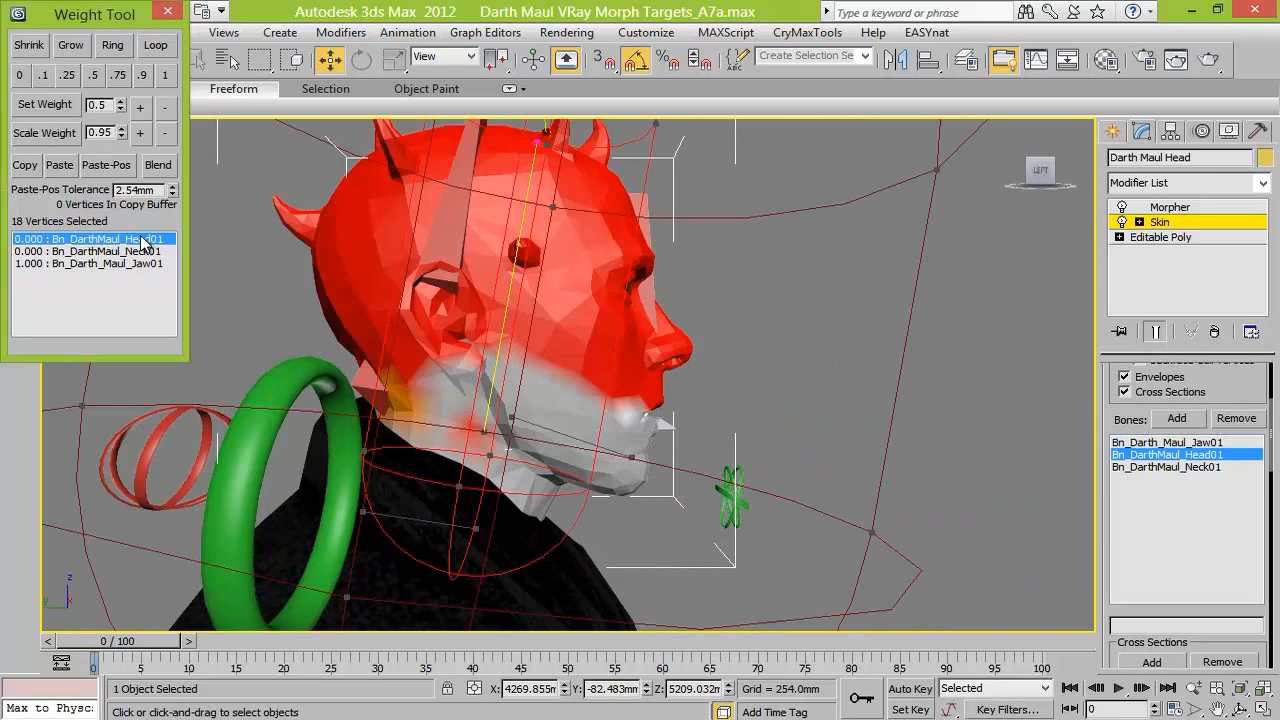 Weight Tool
Autodesk 3ds Max 2012 Darth Maul VRay Morph Targets_A7a.max
Type a keyword or phrase
Views Create Modifiers Animation Graph Editors Rendering Customize MAXScript CryMaxTools Help EASYnat
Shrink Grow Ring Loop
0 .1 .25 .5 .75 .9 1
Set Weight 0.5 + -
Scale Weight 0.95 + -
Copy Paste Paste-Pos Blend
Paste-Pos Tolerance 2.54mm
0 Vertices In Copy Buffer
18 Vertices Selected
0.000 : Bn_DarthMaul_Head01
0.000 : Bn_DarthMaul_Neck01
1.000 : Bn_Darth_Maul_Jaw01
View
3
Create Selection Se
Freeform Selection Object Paint
LEFT
Darth Maul Head
Modifier List
Morpher
Skin
Editable Poly
Envelopes
Cross Sections
Bones: Add Remove
Bn_Darth_Maul_Jaw01
Bn_DarthMaul_Head01
Bn_DarthMaul_Neck01
Cross Sections
Add Remove
z
x
y
< 0 / 100 >
0 5 10 15 20 25 30 35 40 45 50 55 60 65 70 75 80 85 90 95 100
1 Object Selected X: 4269.855m Y: -82.483mm Z: 5209.032m Grid = 254.0mm Auto Key Selected
Max to Physc Click or click-and-drag to select objects Add Time Tag Set Key Key Filters... 0